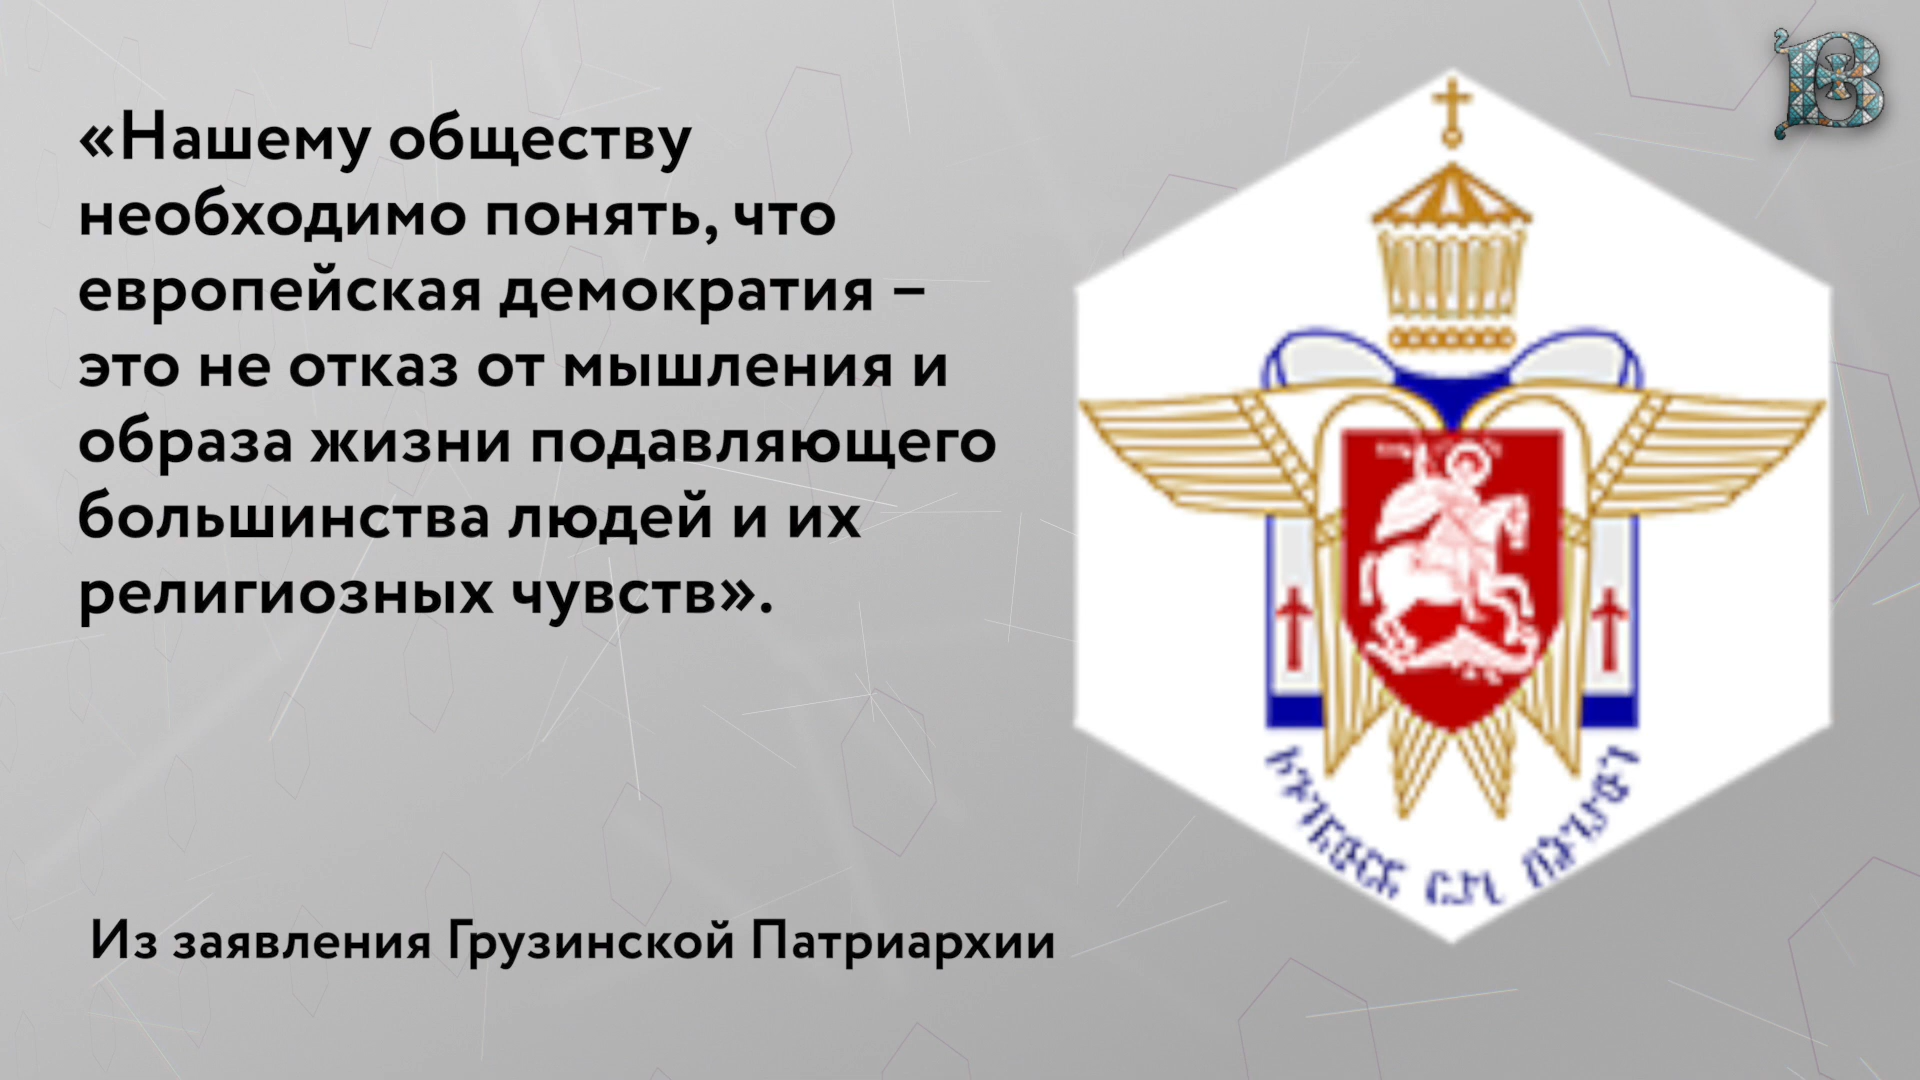 «Нашему обществу
необходимо понять, что
европейская демократия –
это не отказ от мышления и
образа жизни подавляющего
большинства людей и их
религиозных чувств».
Из заявления Грузинской Патриархии